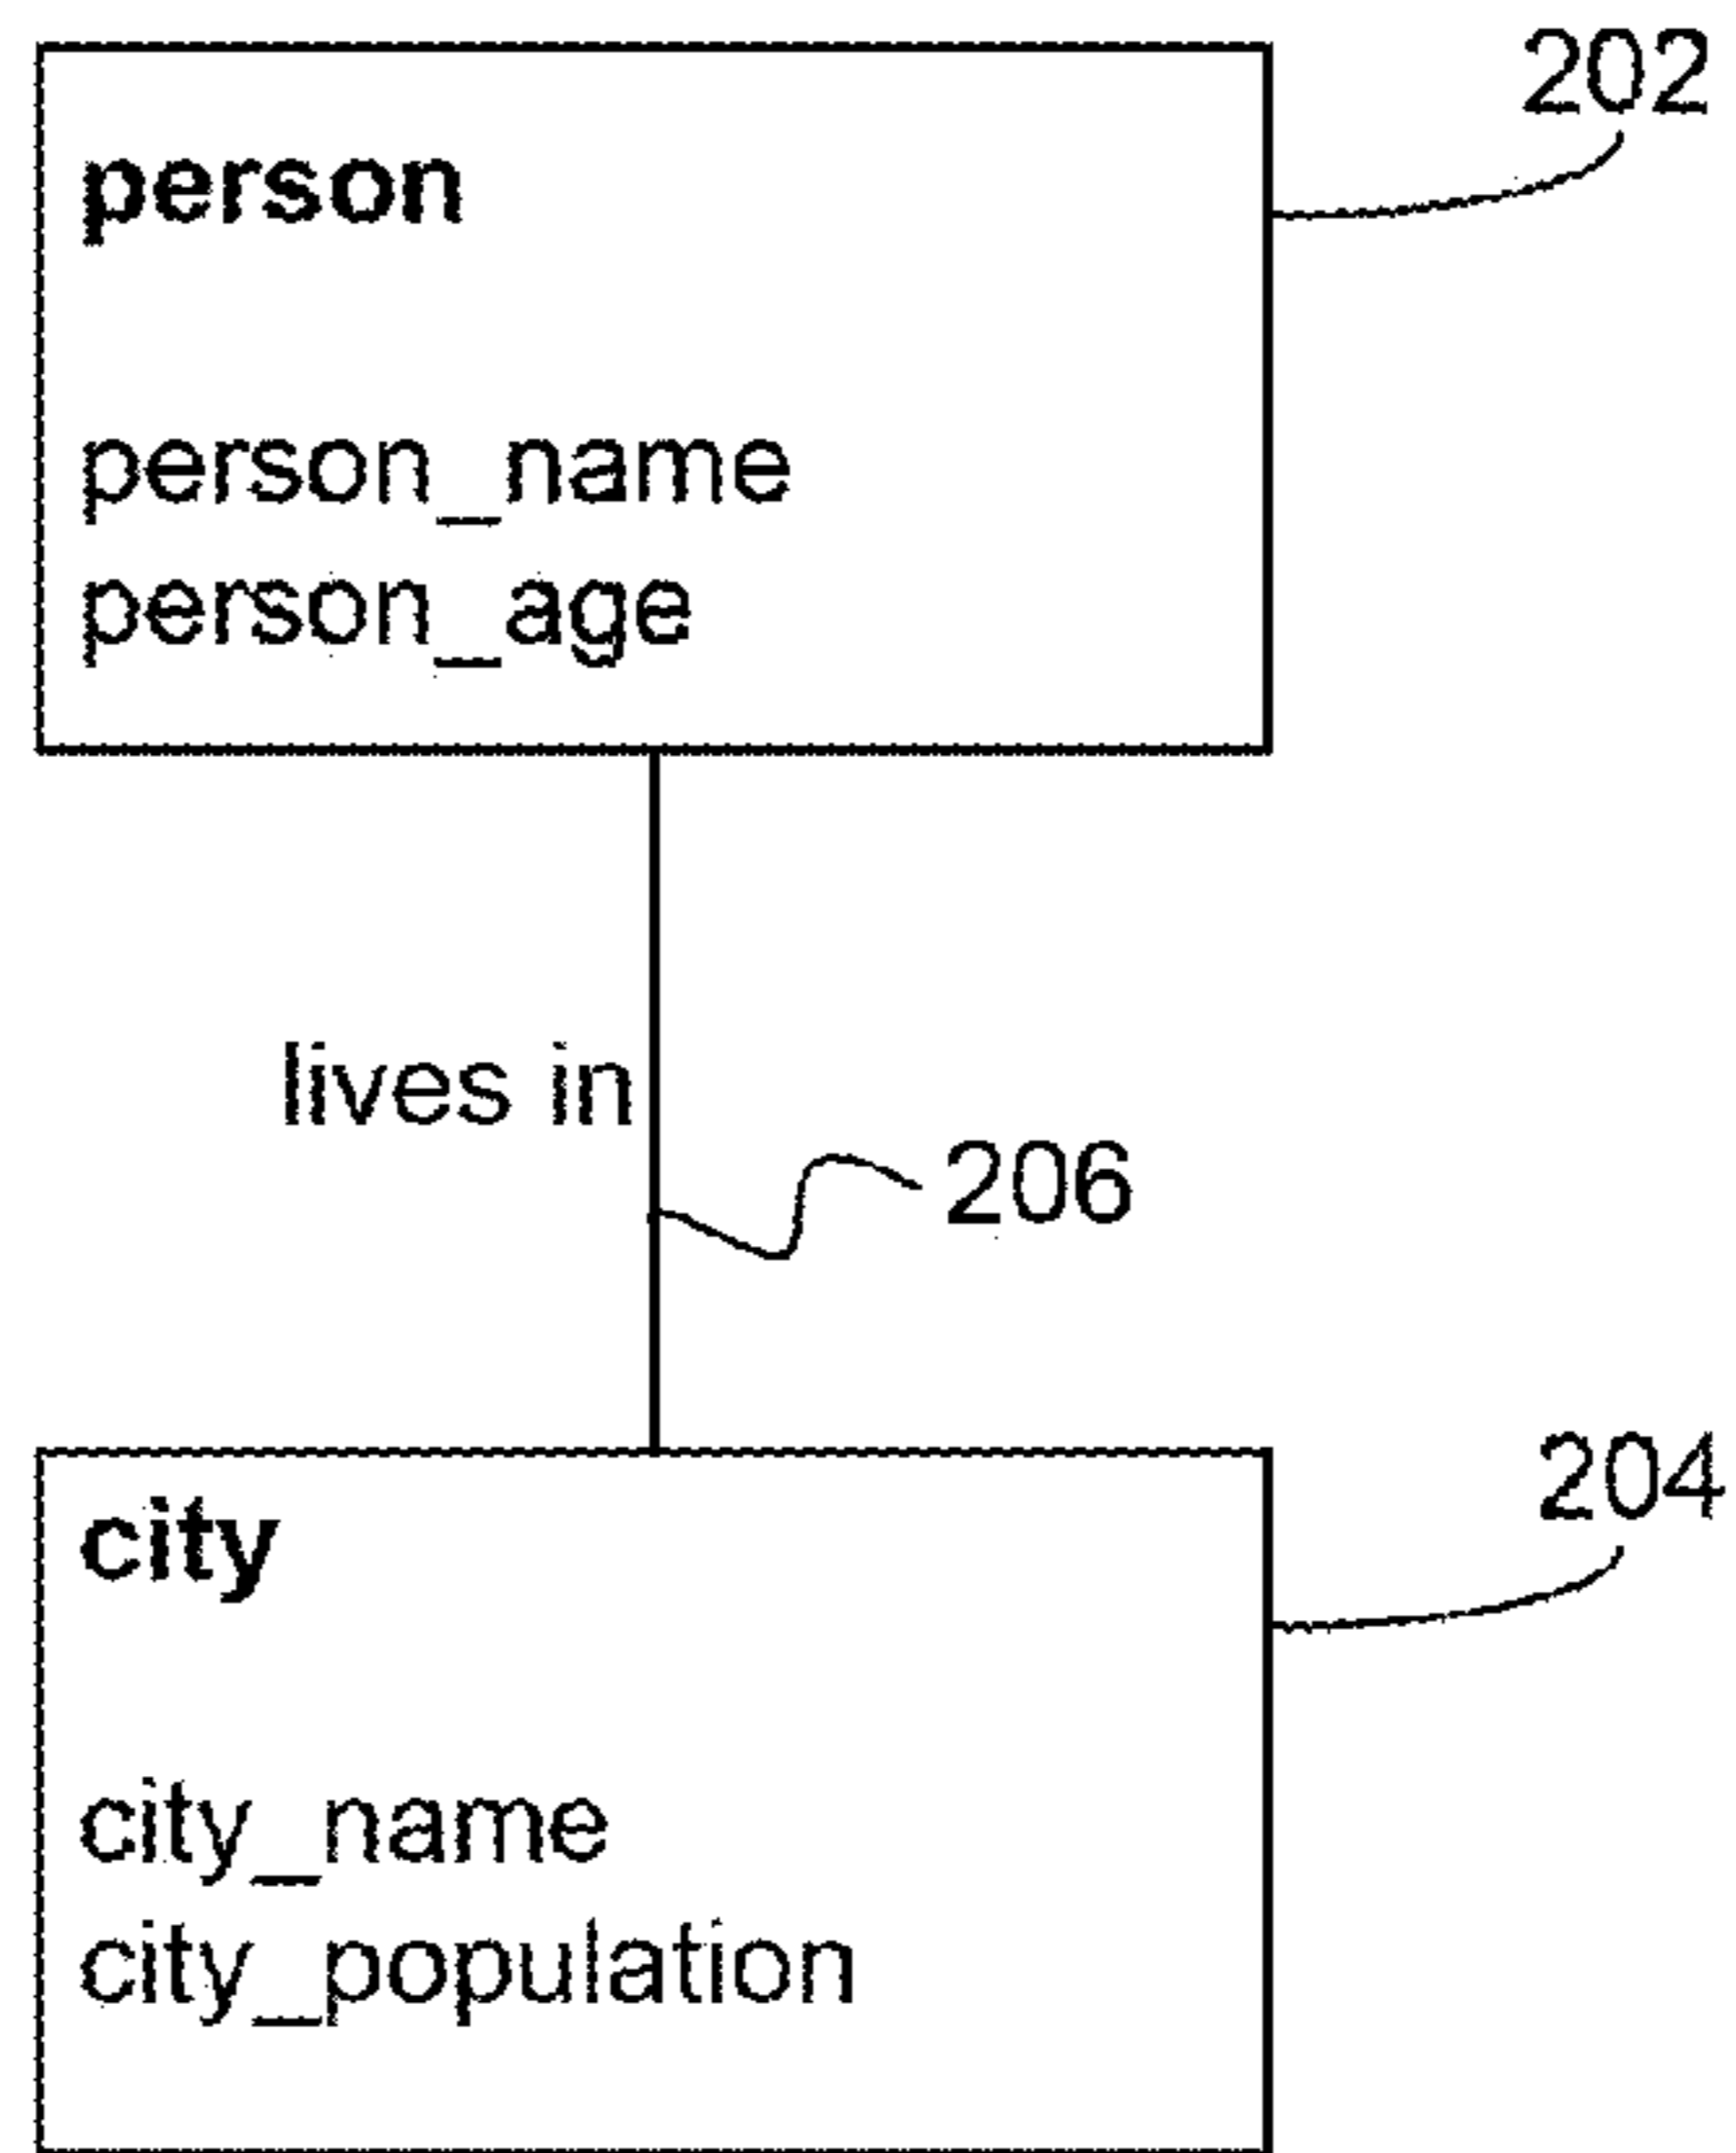 202
person
person_name
person_age
lives in
206
204
city
city_name
city_population